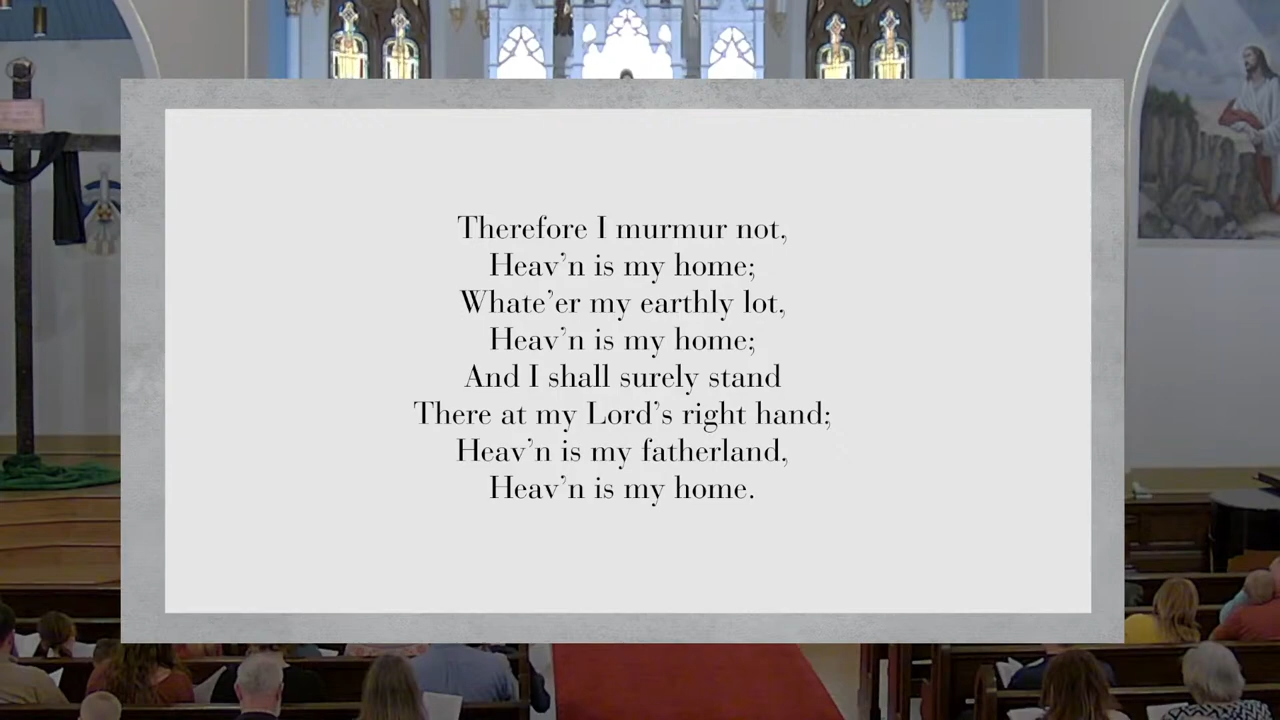 Therefore I murmur not,
Heav’n is my home;
Whate’er my earthly lot,
Heav’n is my home;
And I shall surely stand
There at my Lord’s right hand;
Heav’n is my fatherland,
Heav’n is my home.